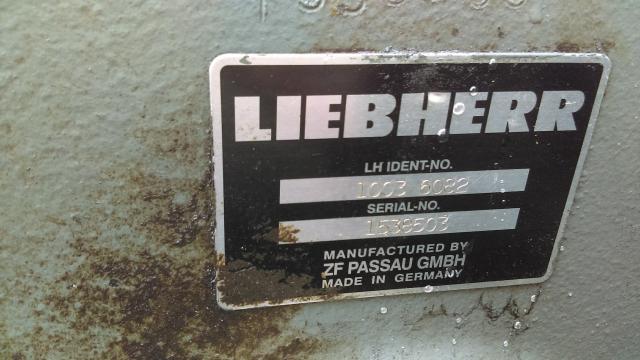 LIEBHERR
LH IDENT-NO.
1003 6082
SERIAL-NO.
1539503
MANUFACTURED BY
ZF PASSAU GMBH
MADE IN GERMANY